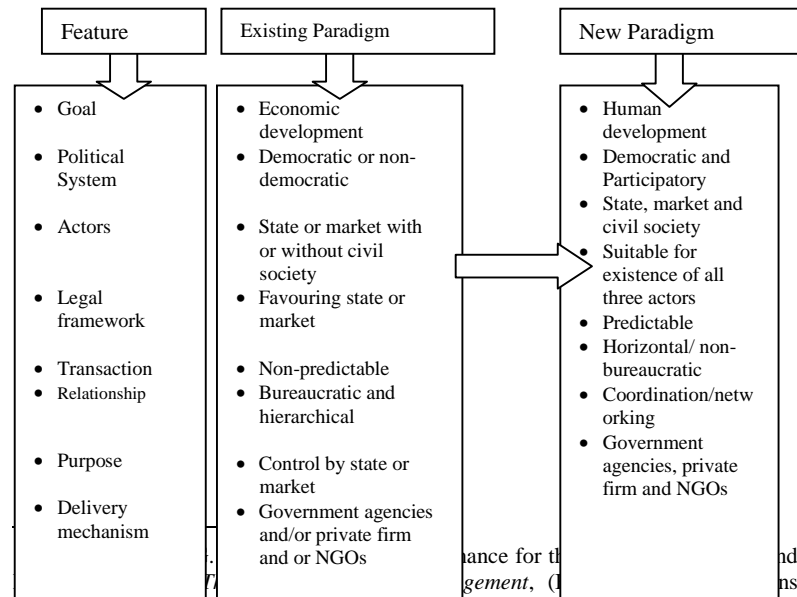 Feature
Existing Paradigm
New Paradigm
• Goal
• Political
System
• Actors
• Legal
framework
• Transaction
• Relationship
• Purpose
• Delivery
mechanism
• Economic
development
• Democratic or non-
democratic
• State or market with
or without civil
society
• Favouring state or
market
• Non-predictable
• Bureaucratic and
hierarchical
• Control by state or
market
• Government agencies
and/or private firm
and or NGOs
• Human
development
• Democratic and
Participatory
• State, market and
civil society
• Suitable for
existence of all
three actors
• Predictable
• Horizontal/ non-
bureaucratic
• Coordination/netw
orking
• Government
agencies, private
firm and NGOs
for